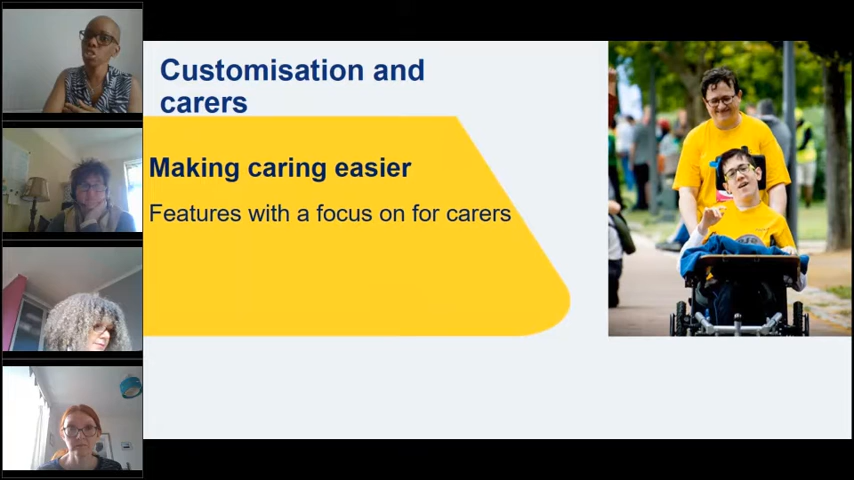 Customisation and
carers
Making caring easier
Features with a focus on for carers